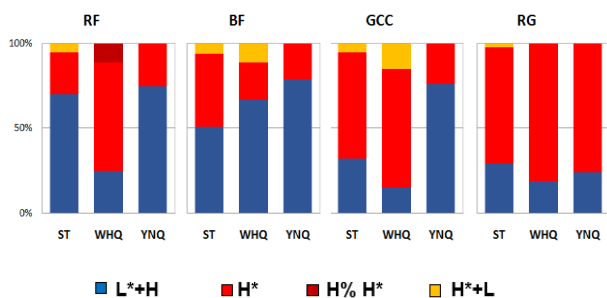 RF BF GCC RG
100%
50%
0%
ST WHQ YNQ ST WHQ YNQ ST WHQ YNQ ST WHQ YNQ
L*+H H* H% H* H*+L